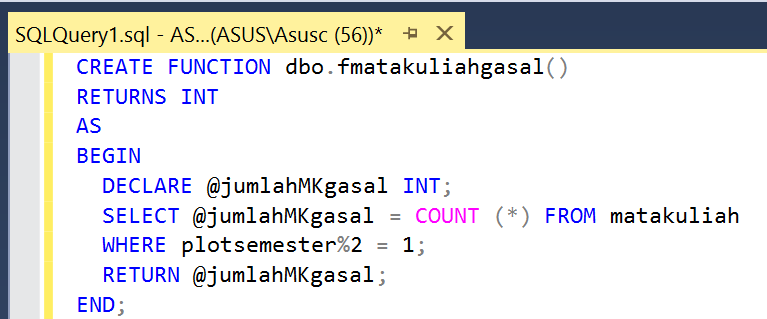 SQLQuery1.sql - AS...(ASUS\Asusc (56))*
CREATE FUNCTION dbo.fmatakuliahgasal()
RETURNS INT
AS
BEGIN
DECLARE @jumlahMKgasal INT;
SELECT @jumlahMKgasal = COUNT (*) FROM matakuliah
WHERE plotsemester%2 = 1;
RETURN @jumlahMKgasal;
END;